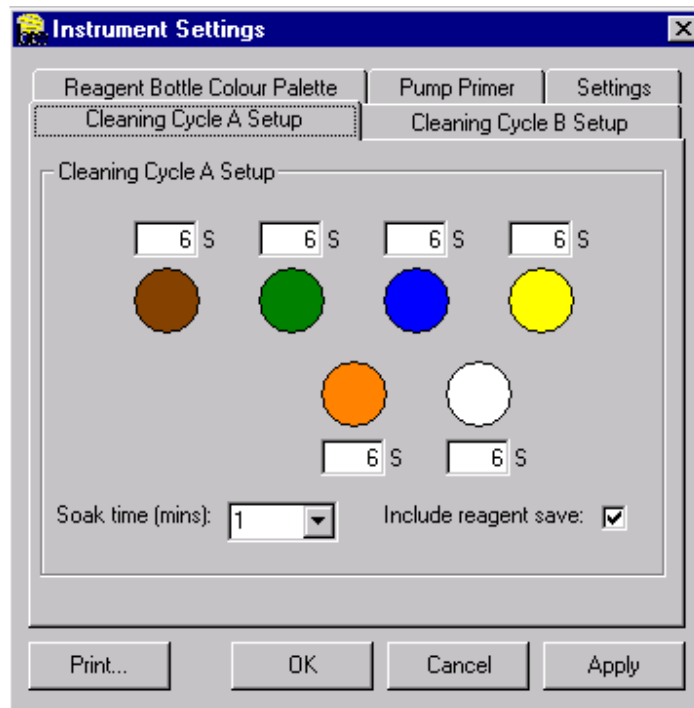 Instrument Settings
Reagent Bottle Colour Palette Pump Primer Settings
Cleaning Cycle A Setup Cleaning Cycle B Setup
Cleaning Cycle A Setup
6 S 6 S 6 S 6 S
6 S 6 S
Soak time (mins): 1 Include reagent save:
Print... OK Cancel Apply